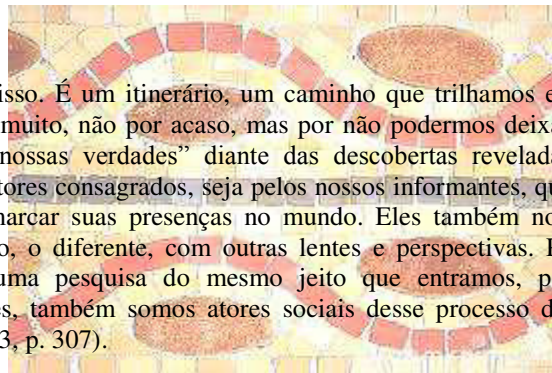 isso. É um itinerário, um caminho que trilhamos e
muito, não por acaso, mas por não podermos deixa
nossas verdades” diante das descobertas revelada
tores consagrados, seja pelos nossos informantes, qu
narcar suas presenças no mundo. Eles também no
o, o diferente, com outras lentes e perspectivas. E
uma pesquisa do mesmo jeito que entramos, p
es, também somos atores sociais desse processo d
3, p. 307).